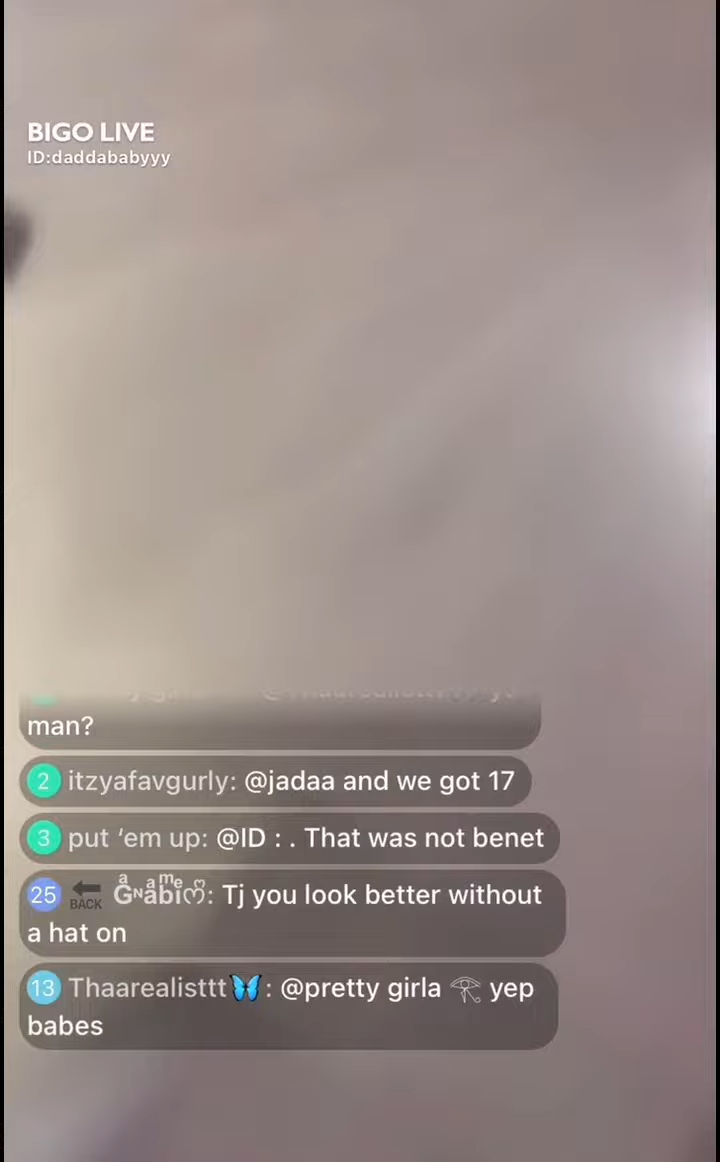 BIGO LIVE
ID:daddababyyy
man?
2 itzyafavgurly: @jadaa and we got 17
3 put ‘em up: @ID : . That was not benet
25 BACK : Tj you look better without
a hat on
13 Thaarealisttt🦋: @pretty girla 𓂀 yep
babes